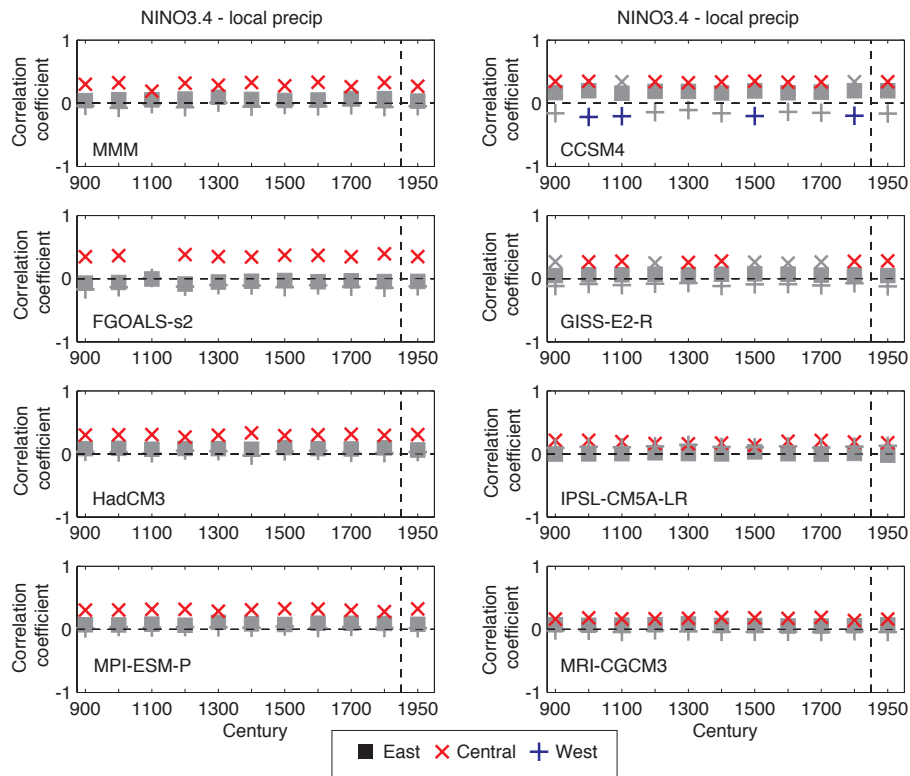 NINO3.4 - local precip
NINO3.4 - local precip
Correlation
coefficient
1
0
-1
MMM
900 1100 1300 1500 1700 1950
Correlation
coefficient
1
0
-1
CCSM4
900 1100 1300 1500 1700 1950
Correlation
coefficient
1
0
-1
FGOALS-s2
900 1100 1300 1500 1700 1950
Correlation
coefficient
1
0
-1
GISS-E2-R
900 1100 1300 1500 1700 1950
Correlation
coefficient
1
0
-1
HadCM3
900 1100 1300 1500 1700 1950
Correlation
coefficient
1
0
-1
IPSL-CM5A-LR
900 1100 1300 1500 1700 1950
Correlation
coefficient
1
0
-1
MPI-ESM-P
900 1100 1300 1500 1700 1950
Century
Correlation
coefficient
1
0
-1
MRI-CGCM3
900 1100 1300 1500 1700 1950
Century
East Central West